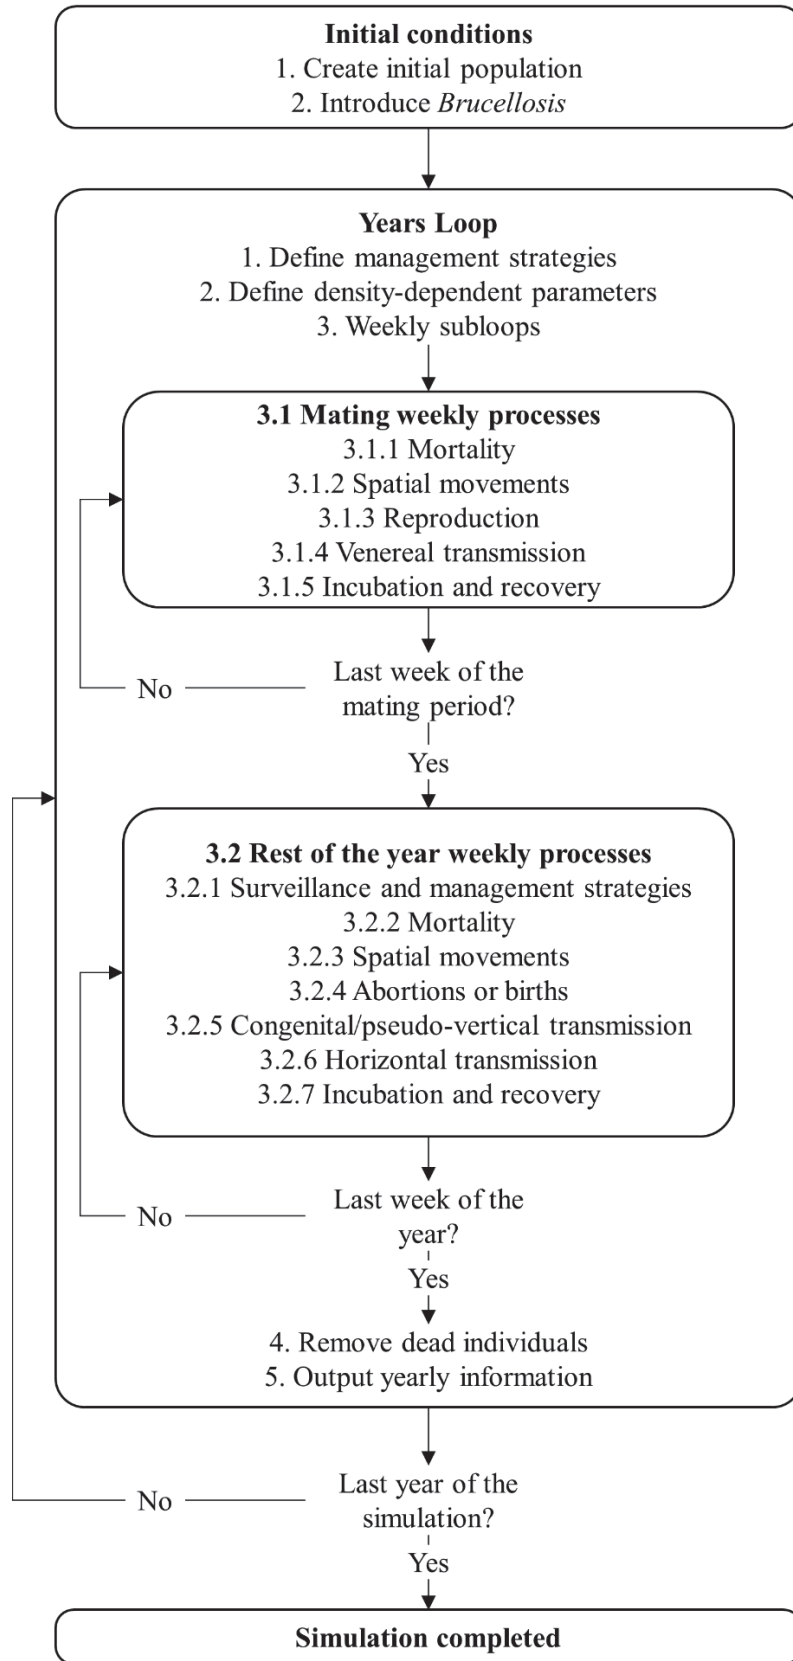 Initial conditions
1. Create initial population
2. Introduce Brucellosis
Years Loop
1. Define management strategies
2. Define density-dependent parameters
3. Weekly subloops
3.1 Mating weekly processes
3.1.1 Mortality
3.1.2 Spatial movements
3.1.3 Reproduction
3.1.4 Venereal transmission
3.1.5 Incubation and recovery
Last week of the
mating period?
No
Yes
3.2 Rest of the year weekly processes
3.2.1 Surveillance and management strategies
3.2.2 Mortality
3.2.3 Spatial movements
3.2.4 Abortions or births
3.2.5 Congenital/pseudo-vertical transmission
3.2.6 Horizontal transmission
3.2.7 Incubation and recovery
Last week of the
year?
No
Yes
4. Remove dead individuals
5. Output yearly information
Last year of the
simulation?
No
Yes
Simulation completed